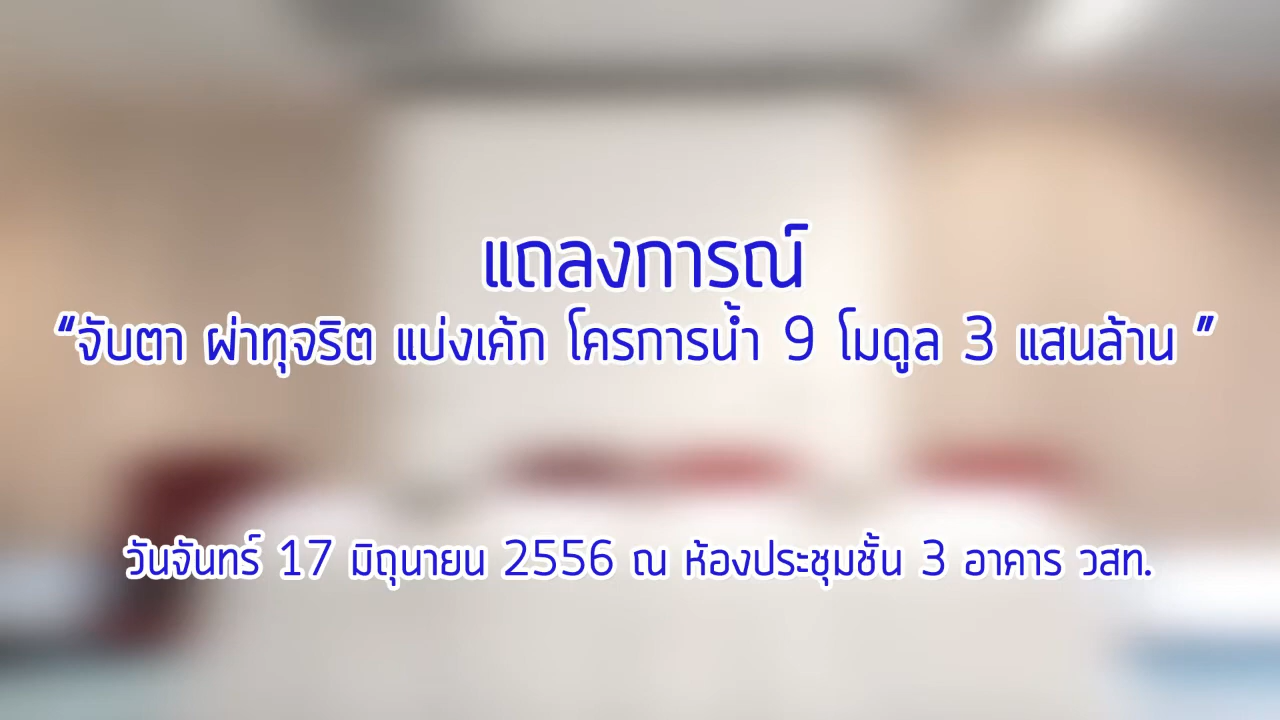 แถลงการณ์
“จับตา ผ่าทุจริต แบ่งเค้ก โครการน้ำ 9 โมดูล 3 แสนล้าน ”
วันจันทร์ 17 มิถุนายน 2556 ณ ห้องประชุมชั้น 3 อาคาร วสท.